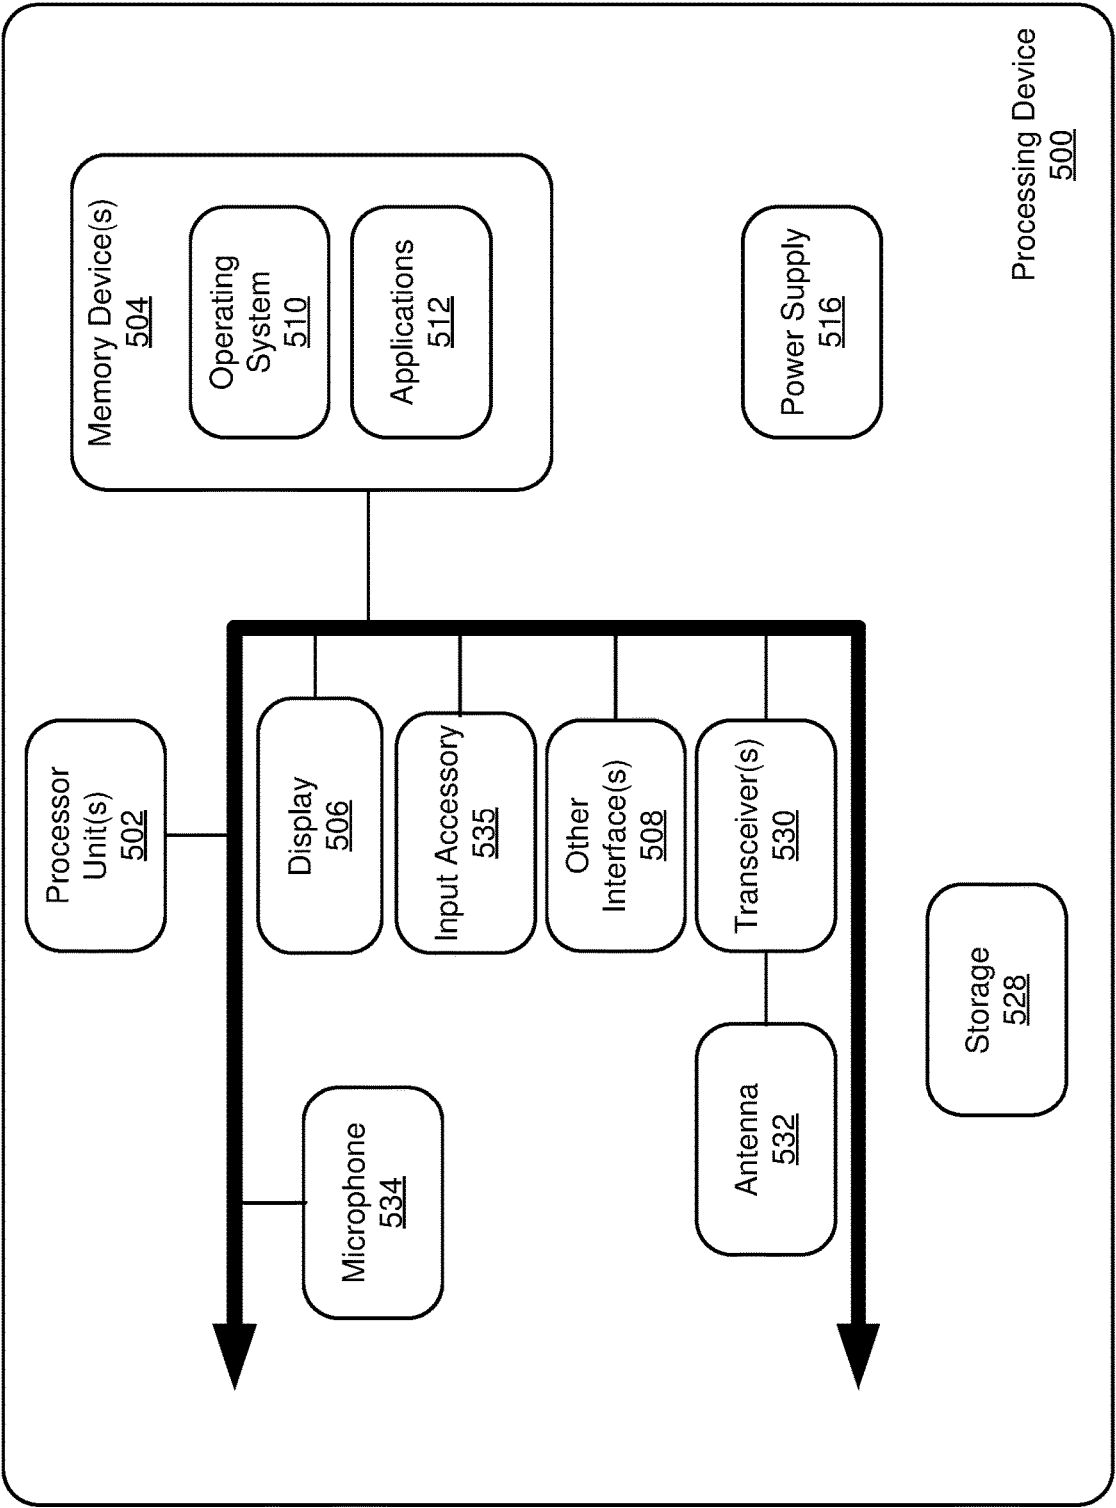 Processor
Unit(s)
502
Memory Device(s)
504
Operating
System
510
Applications
512
Display
506
Microphone
534
Input Accessory
535
Other
Interface(s)
508
Antenna
532
Transceiver(s)
530
Power Supply
516
Storage
528
Processing Device
500